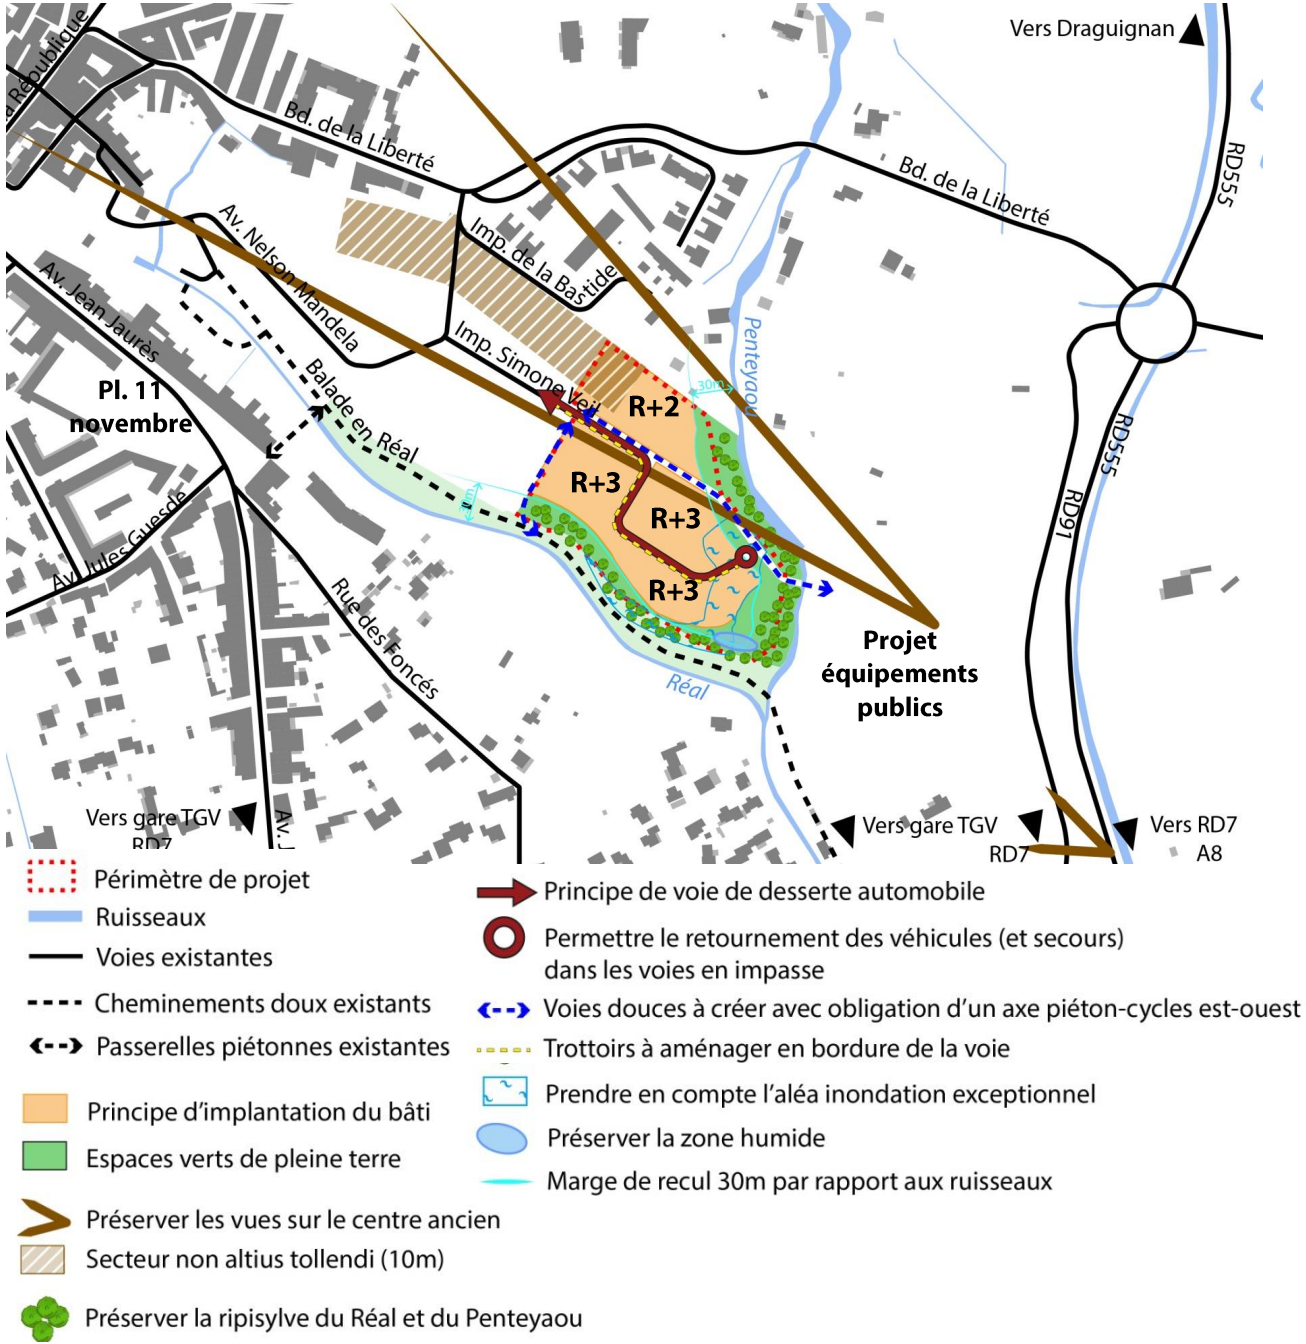 la République
Vers Draguignan
Bd. de la Liberté
RD555
Bd. de la Liberté
Av. Nelson Mandela
Imp. de la Bastide
Av. Jean Jaurès
Imp. Simone Veil
Penteyaou
30m
Pl. 11
novembre
Balade en Réal
R+2
R+3
R+3
R+3
RD555
RD91
Av. Jules Guesde
Rue des Foncés
Réal
Projet
équipements
publics
Vers gare TGV
RD7
Av. J
Vers gare TGV
RD7
Vers RD7
A8
Périmètre de projet
Ruisseaux
Voies existantes
Cheminements doux existants
Passerelles piétonnes existantes
Principe d'implantation du bâti
Espaces verts de pleine terre
Préserver les vues sur le centre ancien
Secteur non altius tollendi (10m)
Préserver la ripisylve du Réal et du Penteyaou
Principe de voie de desserte automobile
Permettre le retournement des véhicules (et secours)
dans les voies en impasse
Voies douces à créer avec obligation d'un axe piéton-cycles est-ouest
Trottoirs à aménager en bordure de la voie
Prendre en compte l'aléa inondation exceptionnel
Préserver la zone humide
Marge de recul 30m par rapport aux ruisseaux